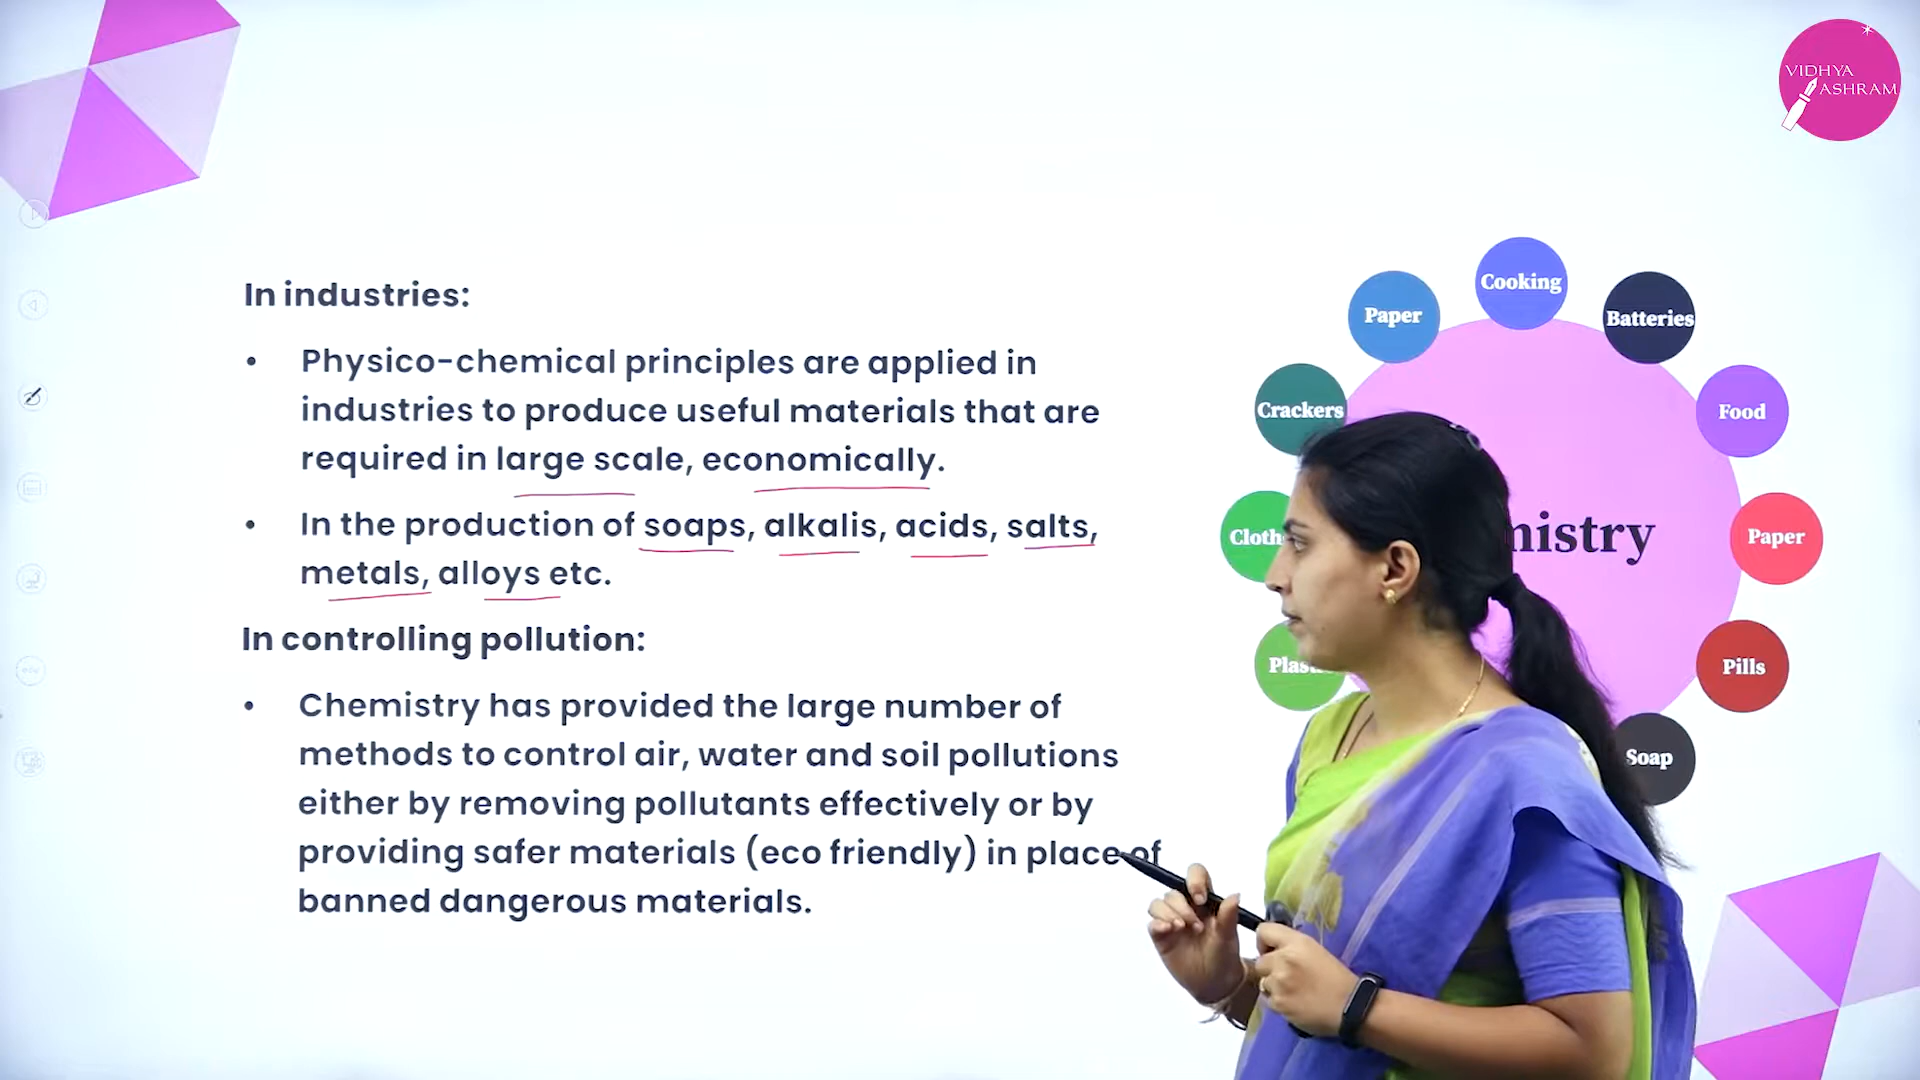 VIDHYA
ASHRAM
In industries:
• Physico-chemical principles are applied in
industries to produce useful materials that are
required in large scale, economically.
• In the production of soaps, alkalis, acids, salts,
metals, alloys etc.
In controlling pollution:
• Chemistry has provided the large number of
methods to control air, water and soil pollutions
either by removing pollutants effectively or by
providing safer materials (eco friendly) in place of
banned dangerous materials.
Cooking
Paper
Batteries
Crackers
Food
Paper
Pills
Soap